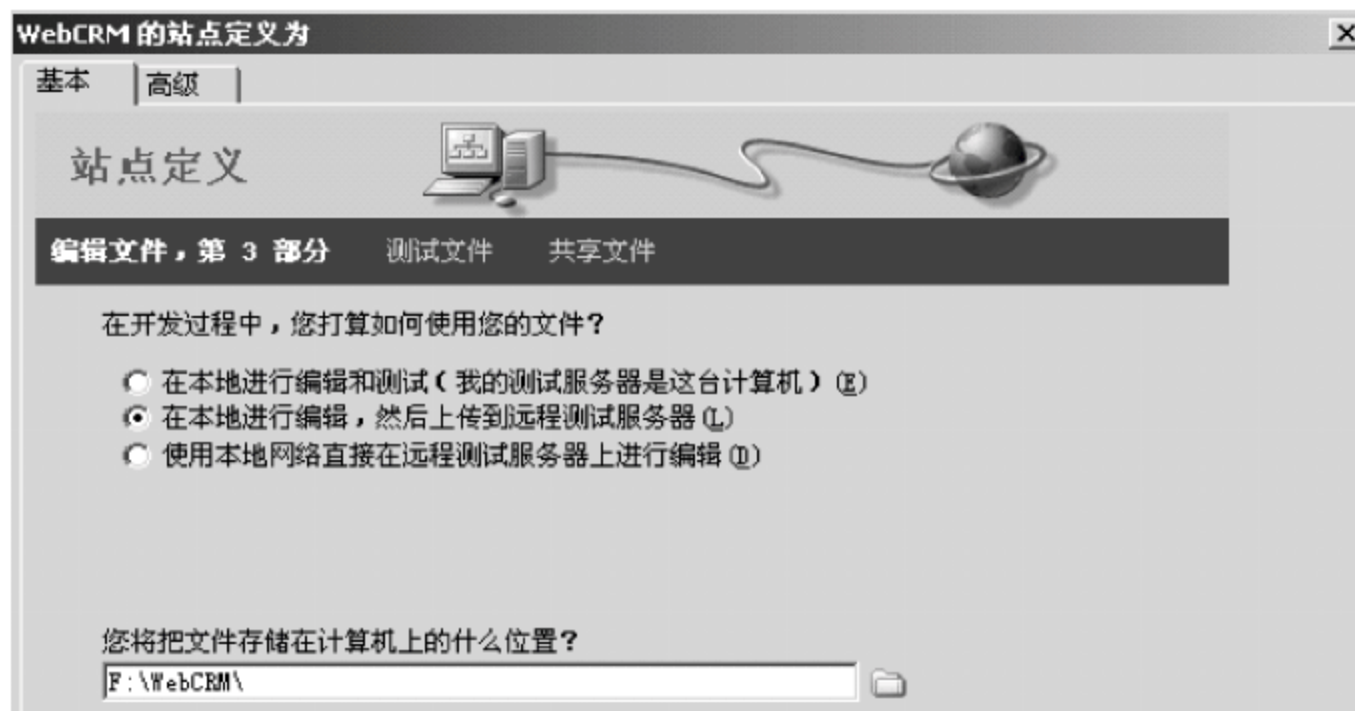 WebCRM 的站点定义为
基本 高级
站点定义
编辑文件，第 3 部分 测试文件 共享文件
在开发过程中，您打算如何使用您的文件？
在本地进行编辑和测试（我的测试服务器是这台计算机）(E)
在本地进行编辑，然后上传到远程测试服务器(L)
使用本地网络直接在远程测试服务器上进行编辑(D)
您将把文件存储在计算机上的什么位置？
F:\WebCRM\